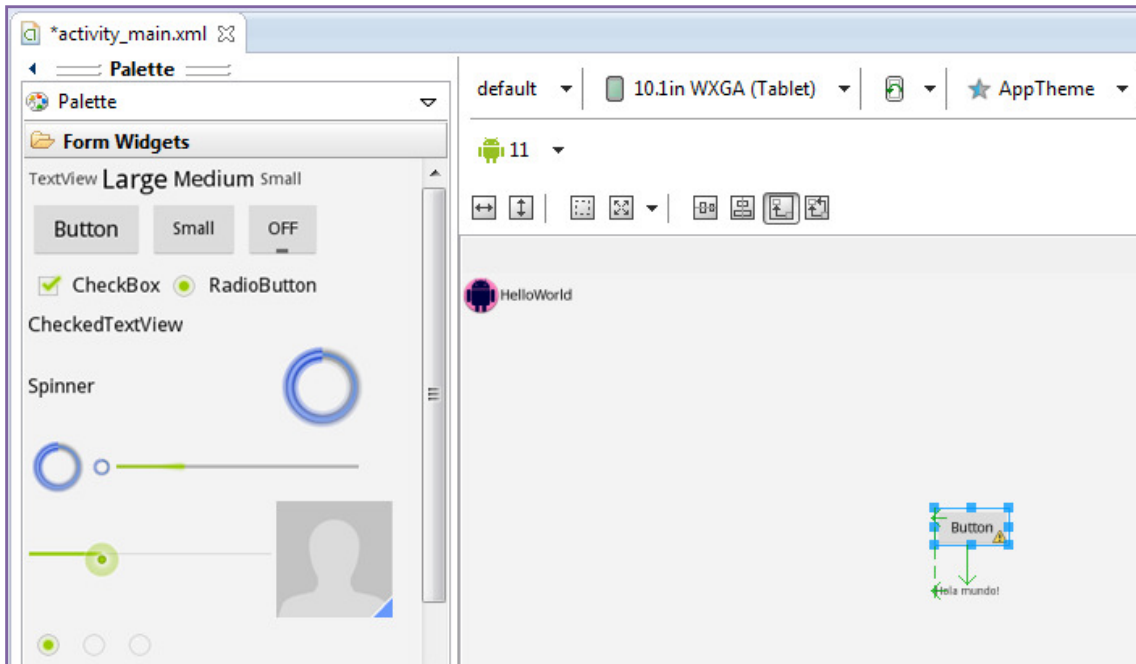 *activity_main.xml
Palette
Palette
Form Widgets
TextView Large Medium Small
Button Small OFF
CheckBox RadioButton
CheckedTextView
Spinner
default 10.1in WXGA (Tablet) AppTheme
11
HelloWorld
Button
Hola mundo!